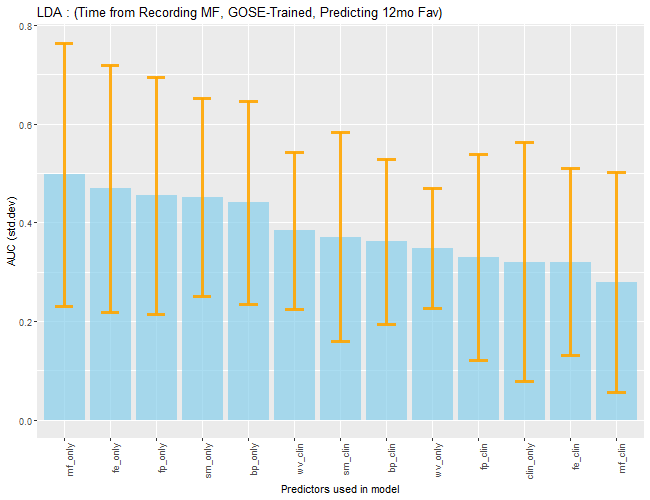 LDA : (Time from Recording MF, GOSE-Trained, Predicting 12mo Fav)
0.8
0.6
0.4
0.2
0.0
AUC (std.dev)
mf_only
fe_only
fp_only
sm_only
bp_only
wv_clin
sm_clin
bp_clin
wv_only
fp_clin
clin_only
fe_clin
mf_clin
Predictors used in model